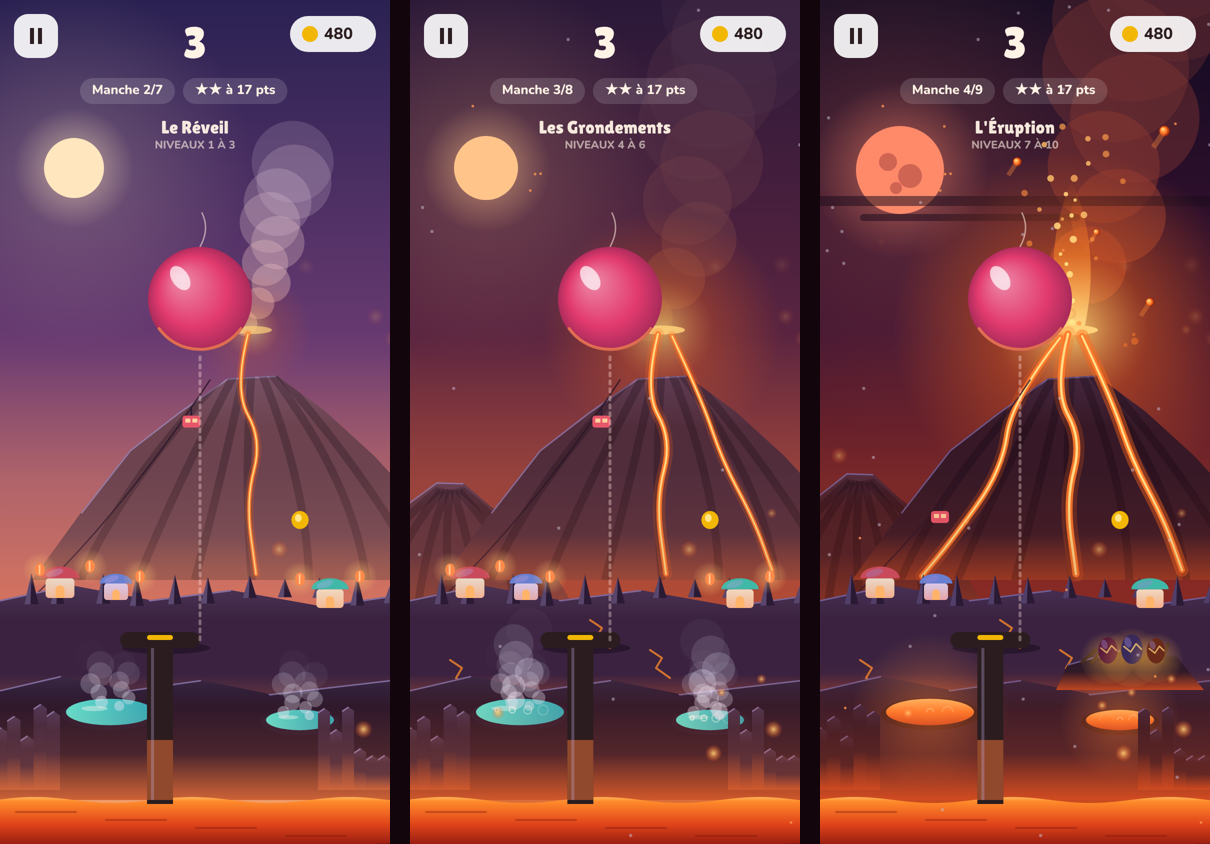 3
480
Manche 2/7
★★ à 17 pts
Le Réveil
NIVEAUX 1 À 3
3
480
Manche 3/8
★★ à 17 pts
Les Grondements
NIVEAUX 4 À 6
3
480
Manche 4/9
★★ à 17 pts
L'Éruption
NIVEAUX 7 À 10